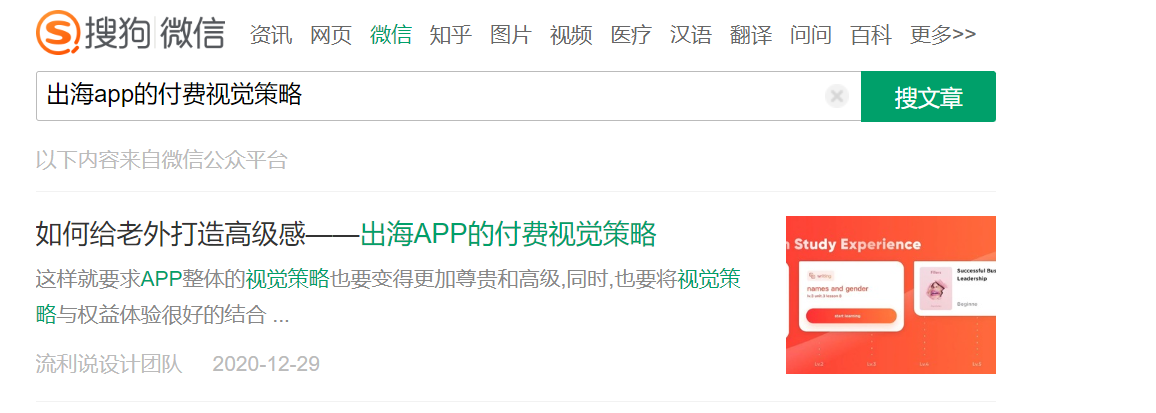 搜狗 微信 资讯 网页 微信 知乎 图片 视频 医疗 汉语 翻译 问问 百科 更多>>
出海app的付费视觉策略 搜文章
以下内容来自微信公众平台
如何给老外打造高级感——出海APP的付费视觉策略
这样就要求APP整体的视觉策略也要变得更加尊贵和高级,同时,也要将视觉策
略与权益体验很好的结合 ...
流利说设计团队 2020-12-29
n Study Experience
names and gender
start learning
Successful Bus
Leadership
Beginne